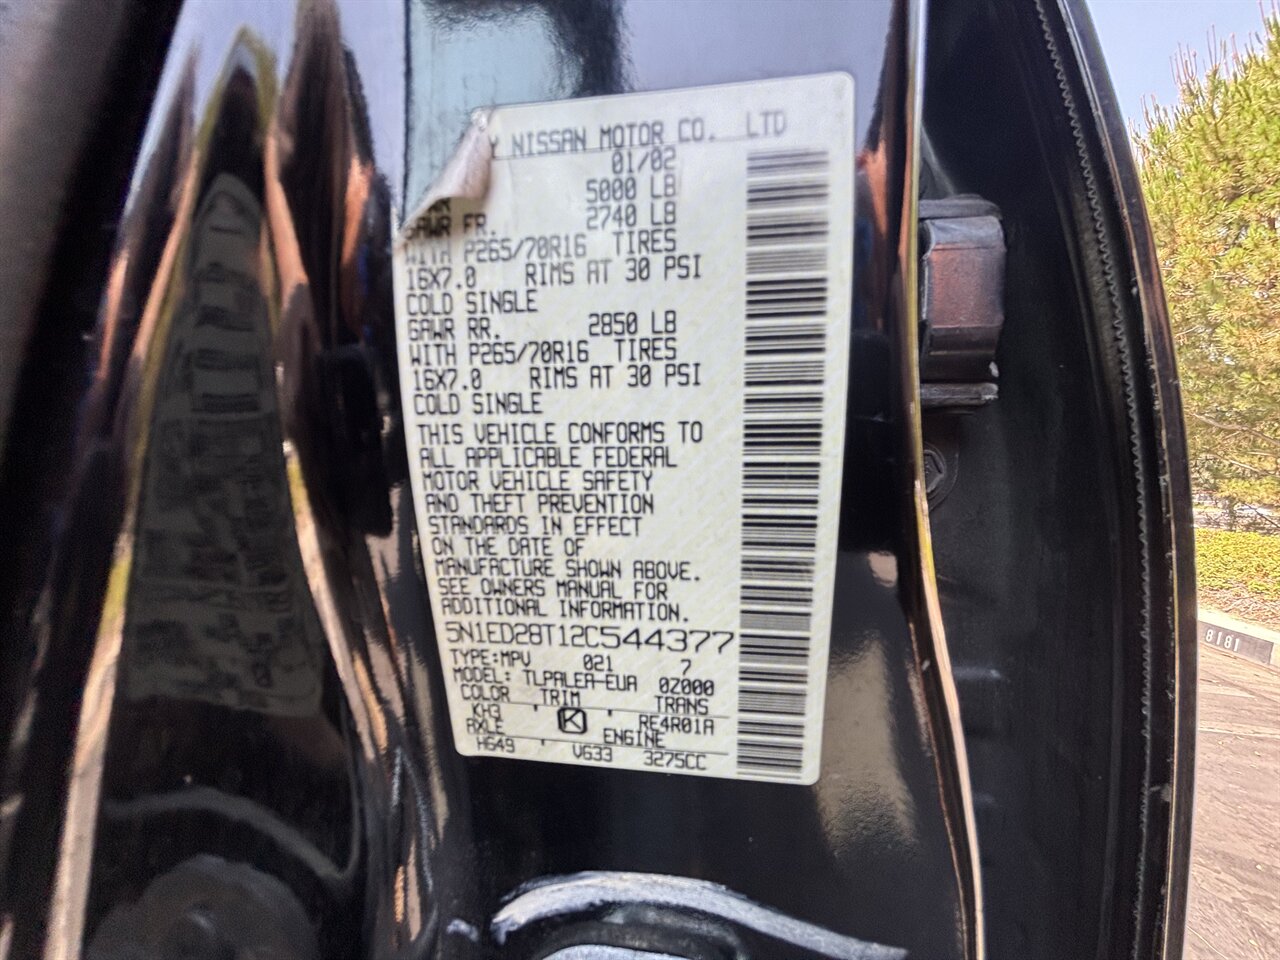 NISSAN MOTOR CO. LTD
01/02
5000 LB
GAWR FR. 2740 LB
WITH P265/70R16 TIRES
16X7.0 RIMS AT 30 PSI
COLD SINGLE
GAWR RR. 2850 LB
WITH P265/70R16 TIRES
16X7.0 RIMS AT 30 PSI
COLD SINGLE
THIS VEHICLE CONFORMS TO
ALL APPLICABLE FEDERAL
MOTOR VEHICLE SAFETY
AND THEFT PREVENTION
STANDARDS IN EFFECT
ON THE DATE OF
MANUFACTURE SHOWN ABOVE.
SEE OWNERS MANUAL FOR
ADDITIONAL INFORMATION.
5N1ED28T12C544377
TYPE:MPV 021 7
MODEL: TLPALEA-EUA 0Z000
COLOR TRIM TRANS
KH3 ' K ' RE4R01A
AXLE ENGINE
HG49 ' VG33 3275CC
8181